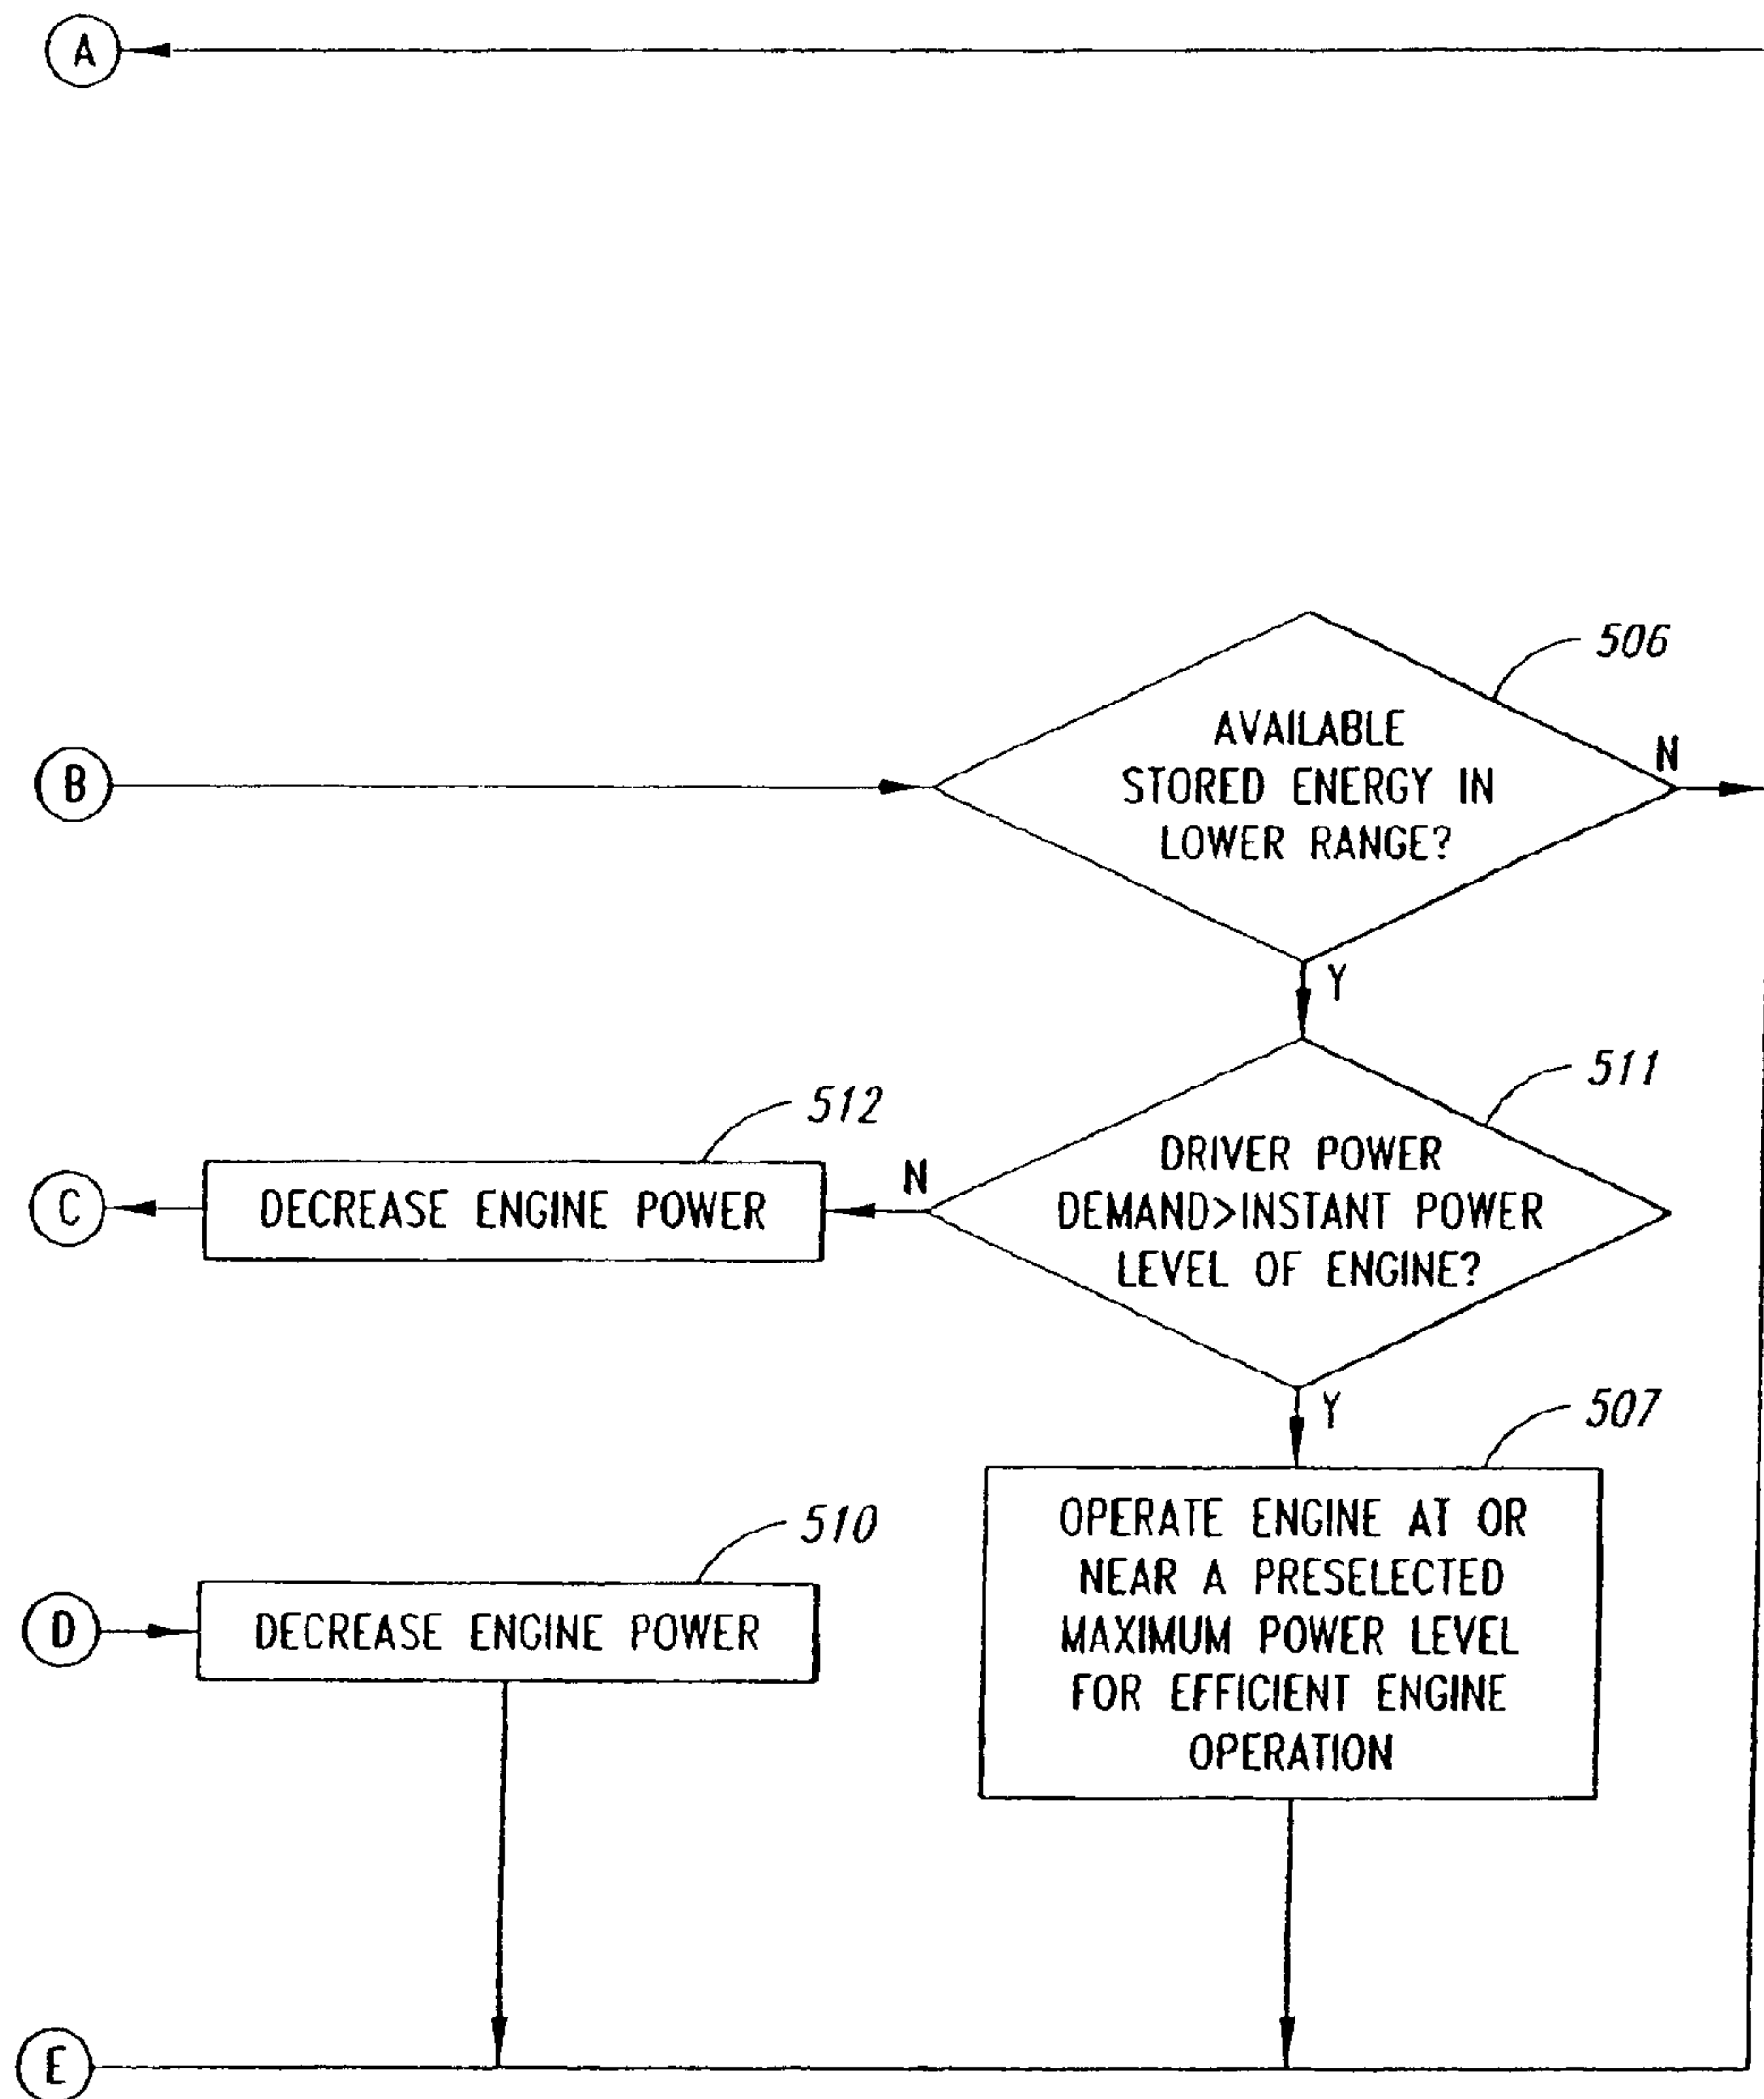 A
506
AVAILABLE
STORED ENERGY IN
LOWER RANGE?
N
B
Y
511
DRIVER POWER
DEMAND>INSTANT POWER
LEVEL OF ENGINE?
N
512
DECREASE ENGINE POWER
C
Y
507
OPERATE ENGINE AT OR
NEAR A PRESELECTED
MAXIMUM POWER LEVEL
FOR EFFICIENT ENGINE
OPERATION
510
D
DECREASE ENGINE POWER
E